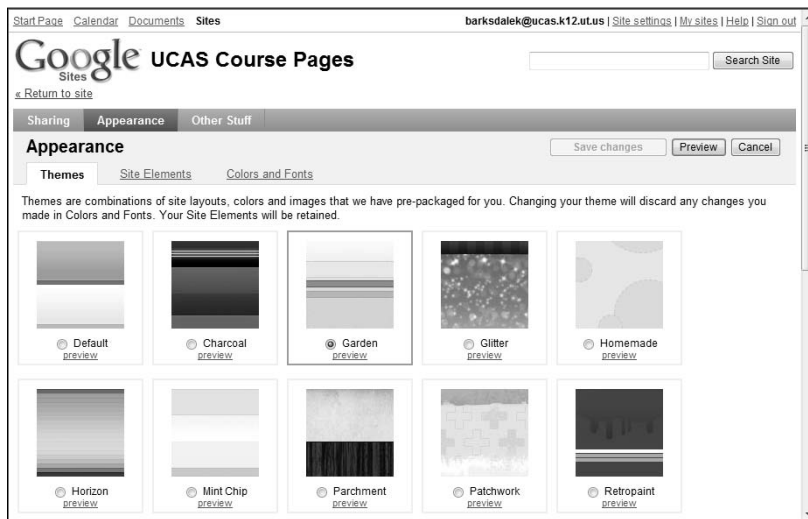 Start Page Calendar Documents Sites barksdalek@ucas.k12.ut.us | Site settings | My sites | Help | Sign out
Google Sites UCAS Course Pages Search Site
« Return to site
Sharing Appearance Other Stuff
Appearance Save changes Preview Cancel
Themes Site Elements Colors and Fonts
Themes are combinations of site layouts, colors and images that we have pre-packaged for you. Changing your theme will discard any changes you
made in Colors and Fonts. Your Site Elements will be retained.
Default Charcoal Garden Glitter Homemade
preview preview preview preview preview
Horizon Mint Chip Parchment Patchwork Retropaint
preview preview preview preview preview